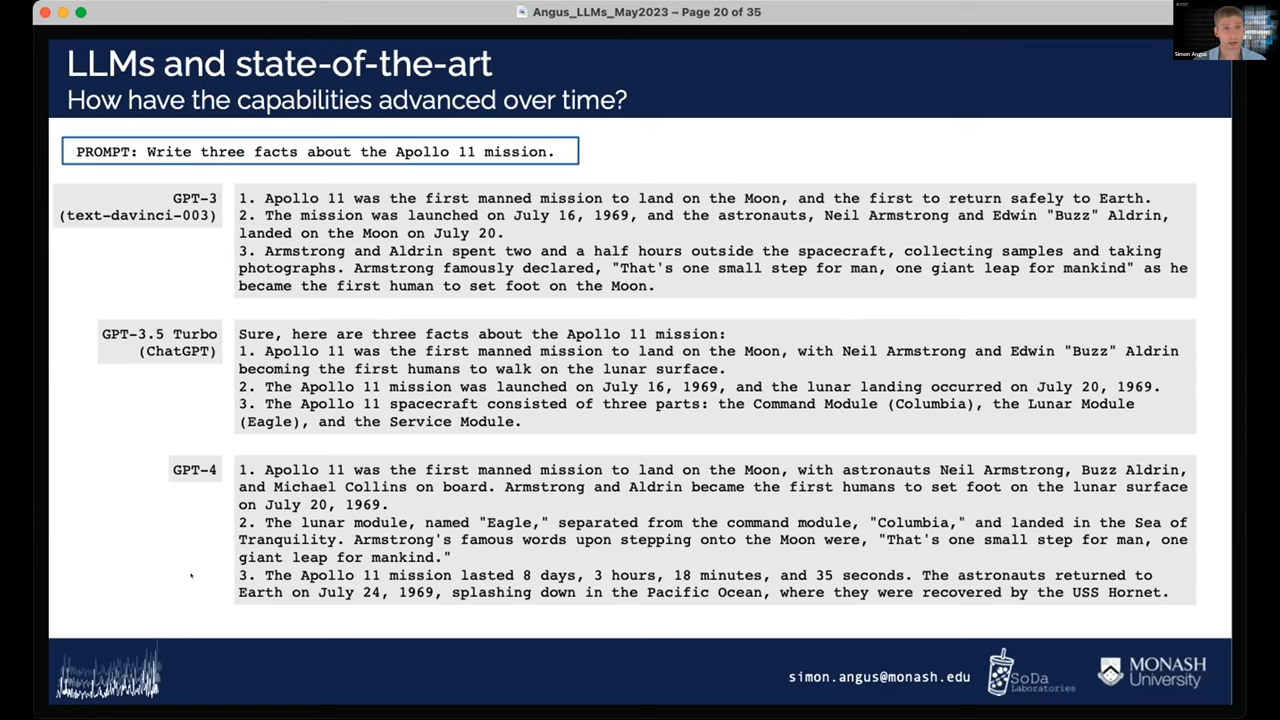 Angus_LLMs_May2023 – Page 20 of 35
Simon Angus
LLMs and state-of-the-art
How have the capabilities advanced over time?
PROMPT: Write three facts about the Apollo 11 mission.
GPT-3
(text-davinci-003)
1. Apollo 11 was the first manned mission to land on the Moon, and the first to return safely to Earth.
2. The mission was launched on July 16, 1969, and the astronauts, Neil Armstrong and Edwin "Buzz" Aldrin,
landed on the Moon on July 20.
3. Armstrong and Aldrin spent two and a half hours outside the spacecraft, collecting samples and taking
photographs. Armstrong famously declared, "That's one small step for man, one giant leap for mankind" as he
became the first human to set foot on the Moon.
GPT-3.5 Turbo
(ChatGPT)
Sure, here are three facts about the Apollo 11 mission:
1. Apollo 11 was the first manned mission to land on the Moon, with Neil Armstrong and Edwin "Buzz" Aldrin
becoming the first humans to walk on the lunar surface.
2. The Apollo 11 mission was launched on July 16, 1969, and the lunar landing occurred on July 20, 1969.
3. The Apollo 11 spacecraft consisted of three parts: the Command Module (Columbia), the Lunar Module
(Eagle), and the Service Module.
GPT-4
1. Apollo 11 was the first manned mission to land on the Moon, with astronauts Neil Armstrong, Buzz Aldrin,
and Michael Collins on board. Armstrong and Aldrin became the first humans to set foot on the lunar surface
on July 20, 1969.
2. The lunar module, named "Eagle," separated from the command module, "Columbia," and landed in the Sea of
Tranquility. Armstrong's famous words upon stepping onto the Moon were, "That's one small step for man, one
giant leap for mankind."
3. The Apollo 11 mission lasted 8 days, 3 hours, 18 minutes, and 35 seconds. The astronauts returned to
Earth on July 24, 1969, splashing down in the Pacific Ocean, where they were recovered by the USS Hornet.
simon.angus@monash.edu
SoDa
Laboratories
MONASH
University